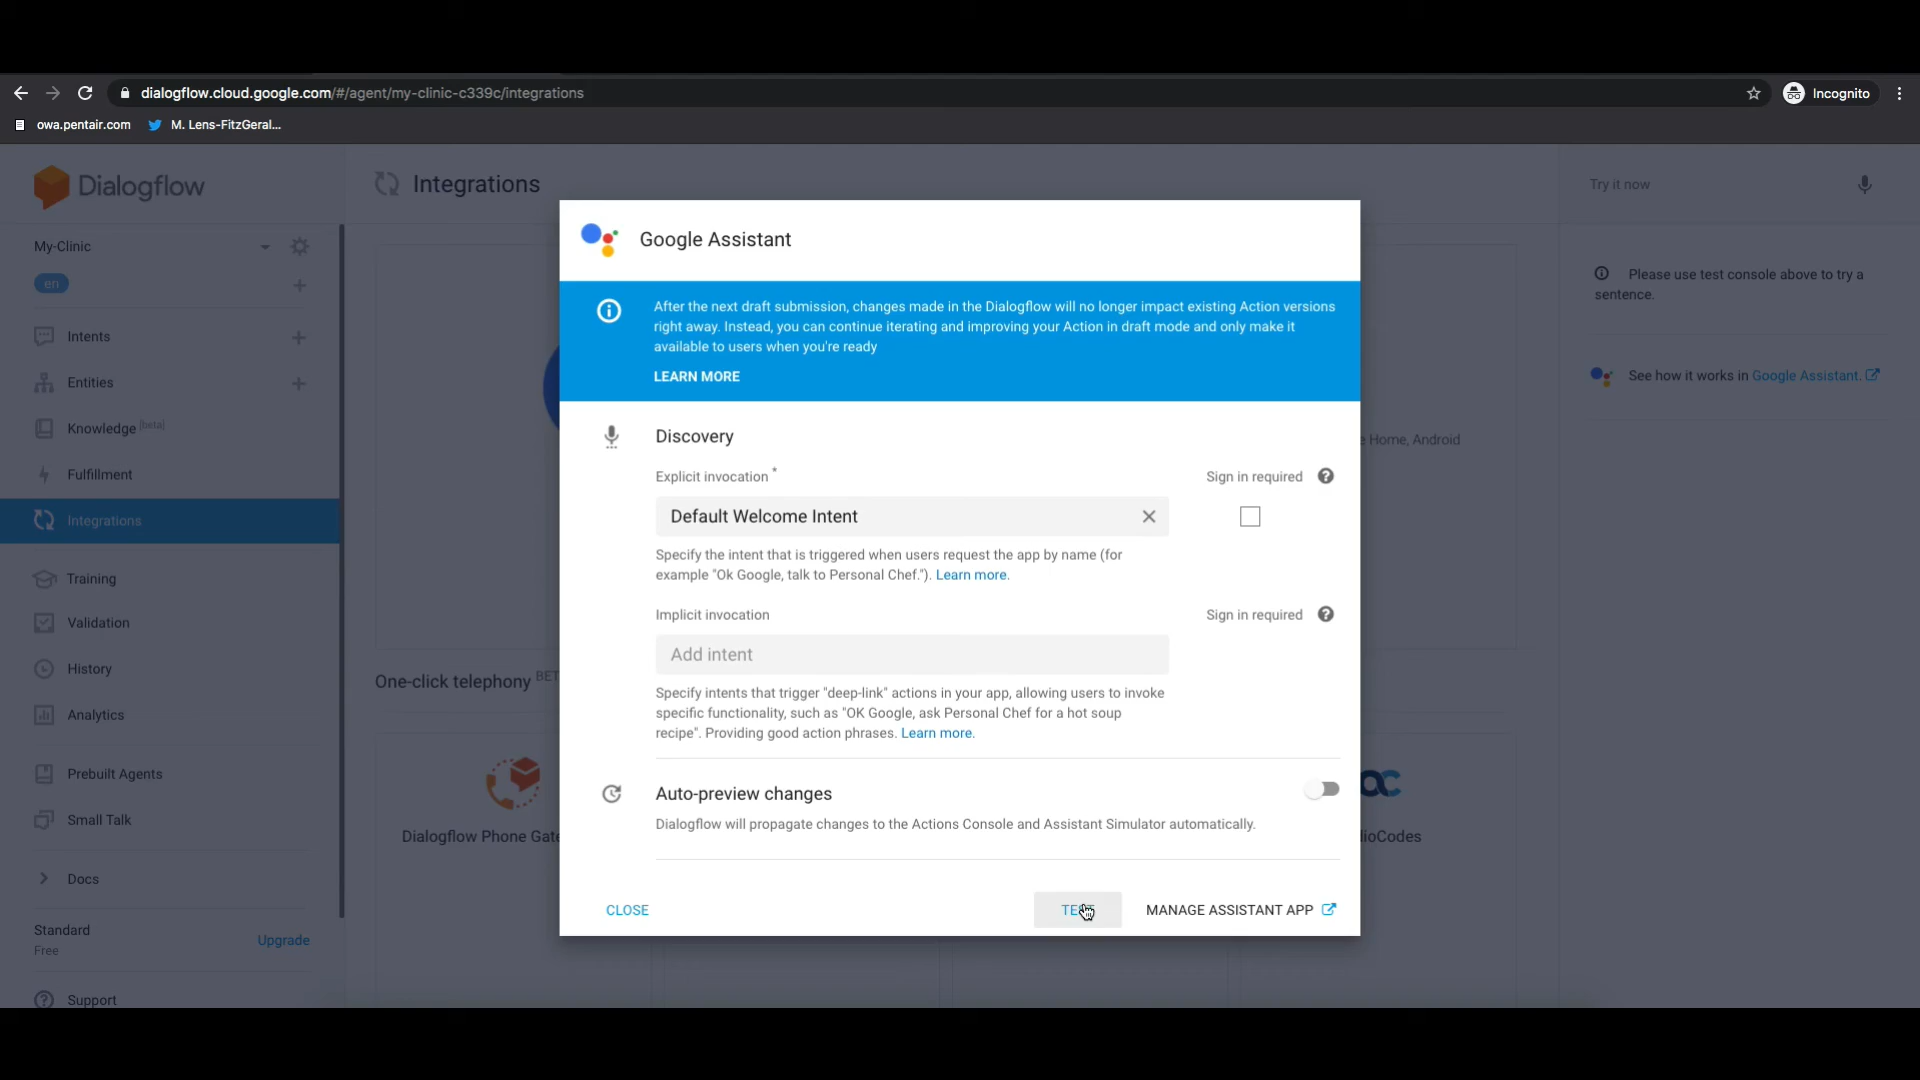 dialogflow.cloud.google.com/#/agent/my-clinic-c339c/integrations
Incognito
owa.pentair.com
M. Lens-FitzGeral...
Dialogflow
Integrations
Try it now
My-Clinic
en
Intents
Entities
Knowledge [beta]
Fulfillment
Integrations
Training
Validation
History
Analytics
Prebuilt Agents
Small Talk
Docs
Standard
Free
Upgrade
Support
One-click telephony BET
Dialogflow Phone Gate
Google Assistant
After the next draft submission, changes made in the Dialogflow will no longer impact existing Action versions
right away. Instead, you can continue iterating and improving your Action in draft mode and only make it
available to users when you're ready
LEARN MORE
Discovery
Explicit invocation *
Sign in required
Default Welcome Intent
Specify the intent that is triggered when users request the app by name (for
example "Ok Google, talk to Personal Chef."). Learn more.
Implicit invocation
Sign in required
Add intent
Specify intents that trigger "deep-link" actions in your app, allowing users to invoke
specific functionality, such as "OK Google, ask Personal Chef for a hot soup
recipe". Providing good action phrases. Learn more.
Auto-preview changes
Dialogflow will propagate changes to the Actions Console and Assistant Simulator automatically.
CLOSE
TEST
MANAGE ASSISTANT APP
e Home, Android
ioCodes
Please use test console above to try a
sentence.
See how it works in Google Assistant.